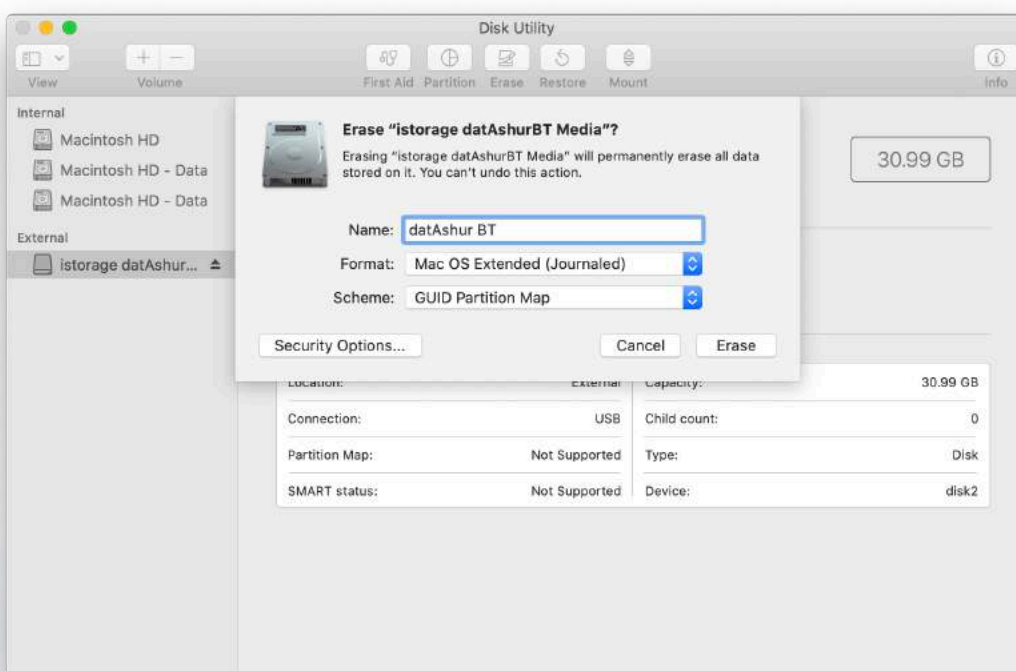 Disk Utility
View
Volume
First Aid
Partition
Erase
Restore
Mount
Info
Internal
Macintosh HD
Macintosh HD - Data
Macintosh HD - Data
External
istorage datAshur...
Erase “istorage datAshurBT Media”?
Erasing “istorage datAshurBT Media” will permanently erase all data
stored on it. You can't undo this action.
Name: datAshur BT
Format: Mac OS Extended (Journaled)
Scheme: GUID Partition Map
Security Options...
Cancel
Erase
30.99 GB
Location: External
Capacity: 30.99 GB
Connection: USB
Child count: 0
Partition Map: Not Supported
Type: Disk
SMART status: Not Supported
Device: disk2